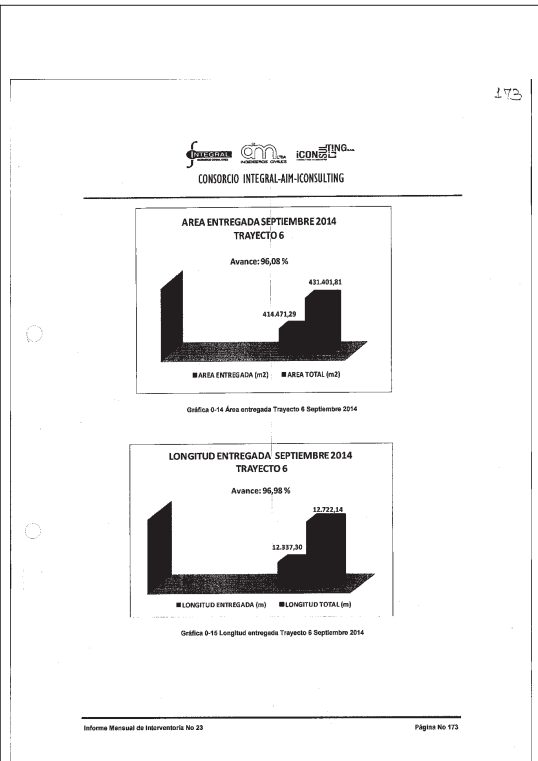 173
INTEGRAL
aim
INGENIEROS CIVILES
iCONSULTING
CONSORCIO INTEGRAL-AIM-ICONSULTING
AREA ENTREGADA SEPTIEMBRE 2014
TRAYECTO 6
Avance: 96,08 %
431.401,81
414.471,29
AREA ENTREGADA (m2) AREA TOTAL (m2)
Gráfica 0-14 Área entregada Trayecto 6 Septiembre 2014
LONGITUD ENTREGADA SEPTIEMBRE 2014
TRAYECTO 6
Avance: 96,98 %
12.722,14
12.337,30
LONGITUD ENTREGADA (m) LONGITUD TOTAL (m)
Gráfica 0-15 Longitud entregada Trayecto 6 Septiembre 2014
Informe Mensual de Interventoría No 23 Página No 173